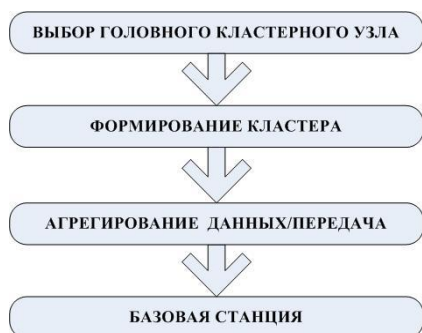 ВЫБОР ГОЛОВНОГО КЛАСТЕРНОГО УЗЛА
ФОРМИРОВАНИЕ КЛАСТЕРА
АГРЕГИРОВАНИЕ ДАННЫХ/ПЕРЕДАЧА
БАЗОВАЯ СТАНЦИЯ